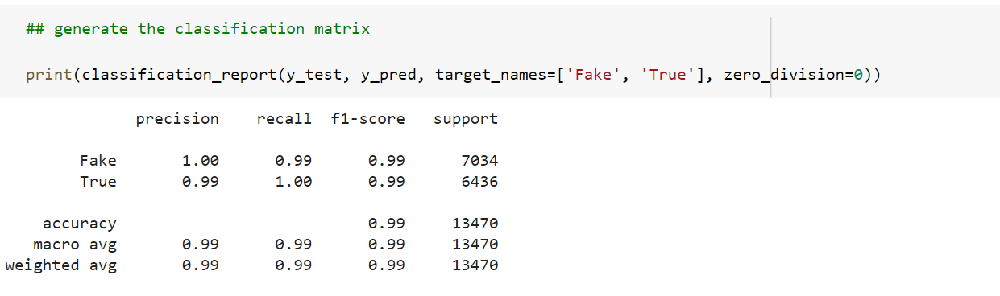 ## generate the classification matrix
print(classification_report(y_test, y_pred, target_names=['Fake', 'True'], zero_division=0))
precision recall f1-score support
Fake 1.00 0.99 0.99 7034
True 0.99 1.00 0.99 6436
accuracy 0.99 13470
macro avg 0.99 0.99 0.99 13470
weighted avg 0.99 0.99 0.99 13470